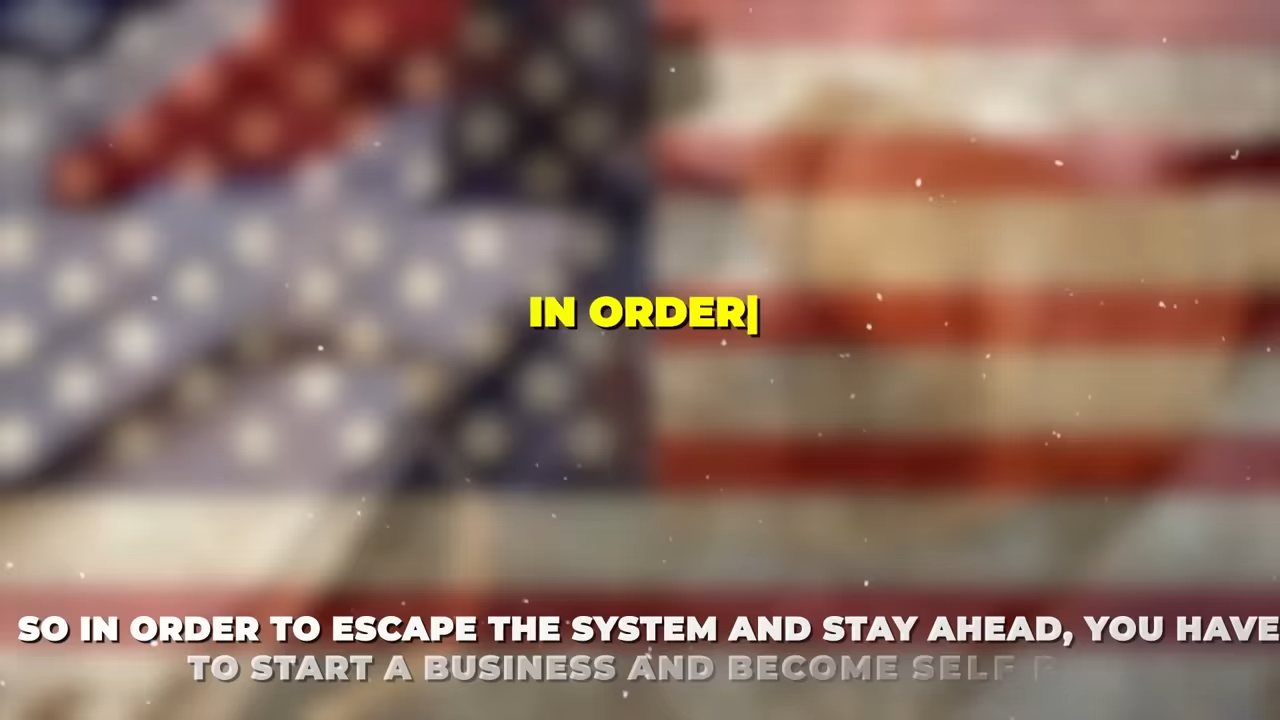 IN ORDER|
SO IN ORDER TO ESCAPE THE SYSTEM AND STAY AHEAD, YOU HAVE
TO START A BUSINESS AND BECOME SELF